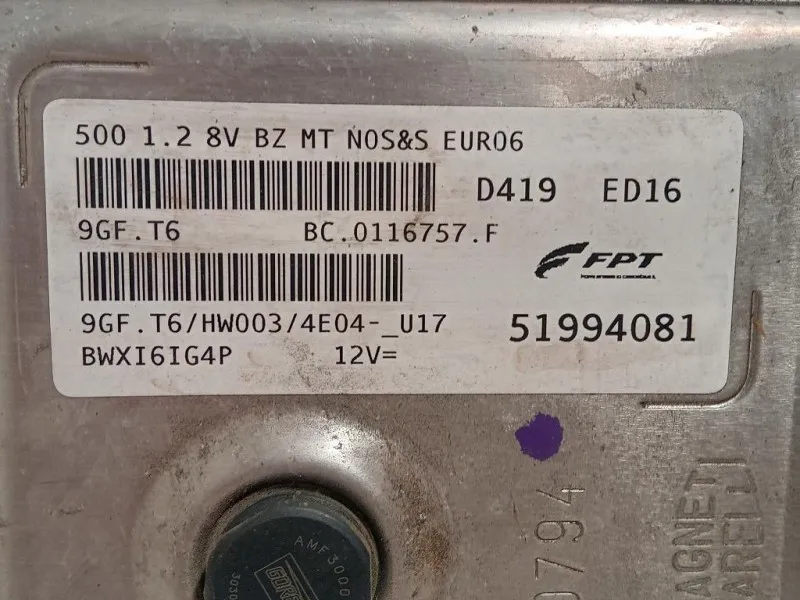 500 1.2 8V BZ MT NOS&S EURO6
D419 ED16
9GF.T6 BC.0116757.F
FPT
9GF.T6/HW003/4E04-_U17
51994081
BWXI6IG4P 12V=
0794
AGNETI
ARELLI
AMF3000
GORE